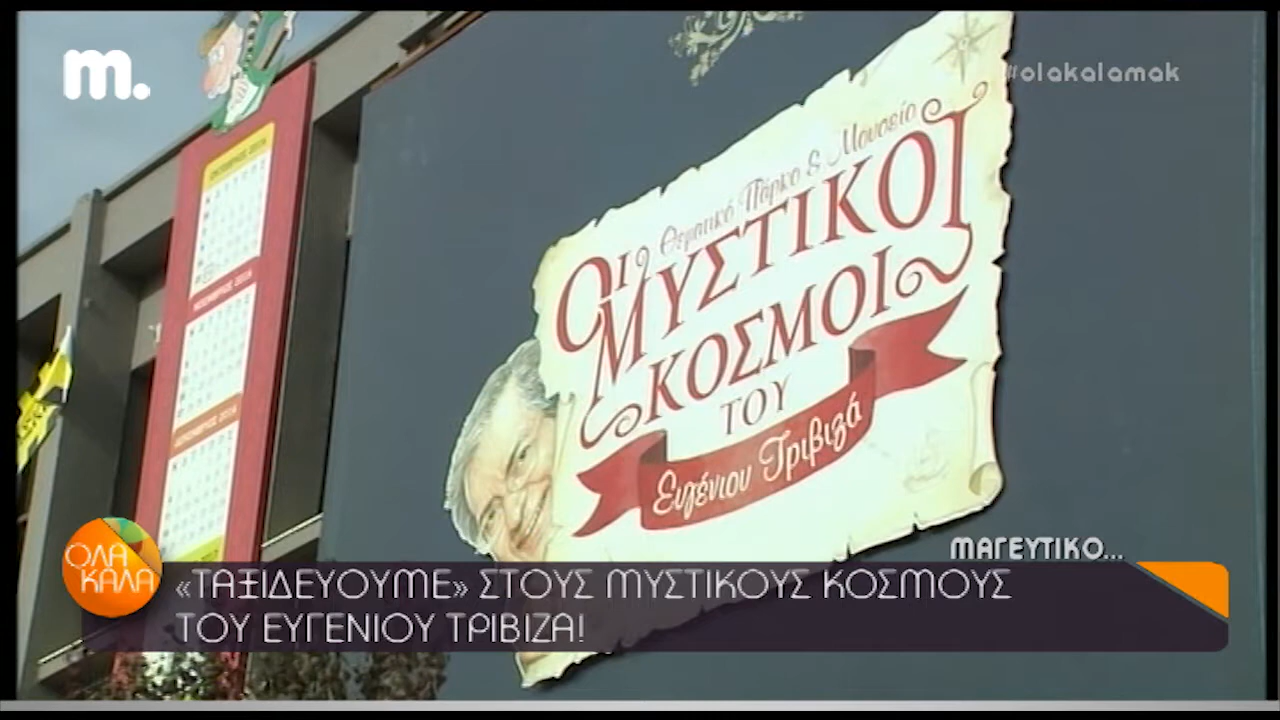 m.
#olakalamak
Θεματικό Πάρκο & Μουσείο
ΟΙ ΜΥΣΤΙΚΟΙ
ΚΟΣΜΟΙ
ΤΟΥ
Ευγένιου Τριβιζά
ΜΑΓΕΥΤΙΚΟ...
ΟΛΑ
ΚΑΛΑ
«ΤΑΞΙΔΕΥΟΥΜΕ» ΣΤΟΥΣ ΜΥΣΤΙΚΟΥΣ ΚΟΣΜΟΥΣ
ΤΟΥ ΕΥΓΕΝΙΟΥ ΤΡΙΒΙΖΑ!